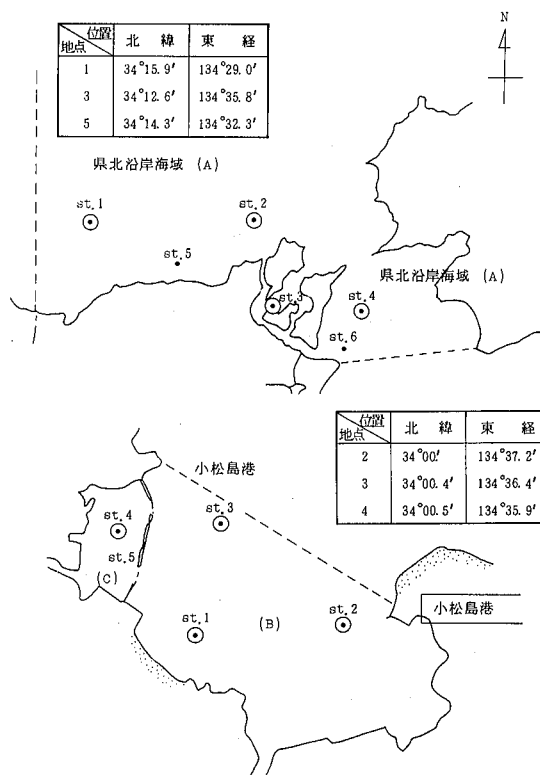 N
位置
地点
北緯 東経
1 34°15.9′ 134°29.0′
3 34°12.6′ 134°35.8′
5 34°14.3′ 134°32.3′
県北沿岸海域 (A)
st.1
st.2
st.5
県北沿岸海域 (A)
st.3
st.4
st.6
位置
地点
北緯 東経
2 34°00′ 134°37.2′
3 34°00.4′ 134°36.4′
4 34°00.5′ 134°35.9′
小松島港
st.3
st.4
st.5
(C)
小松島港
st.1
(B)
st.2